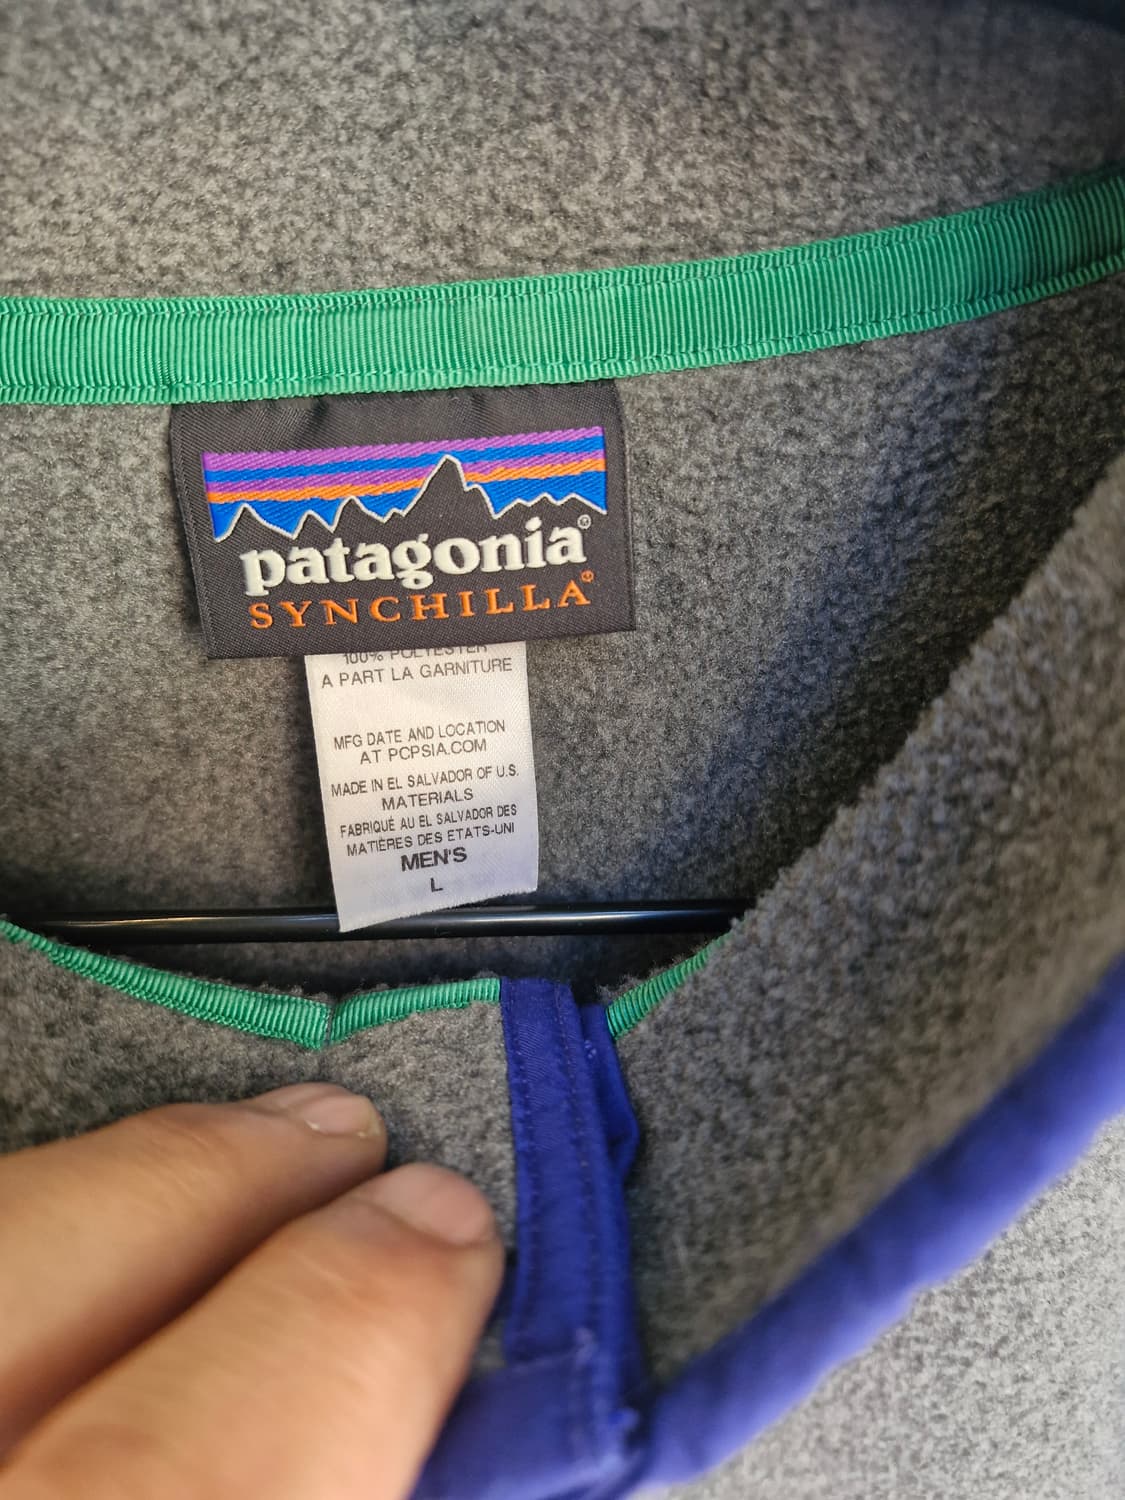 patagonia®
SYNCHILLA®
100% POLYESTER
A PART LA GARNITURE
MFG DATE AND LOCATION
AT PCPSIA.COM
MADE IN EL SALVADOR OF U.S.
MATERIALS
FABRIQUÉ AU EL SALVADOR DES
MATIÈRES DES ETATS-UNI
MEN'S
L